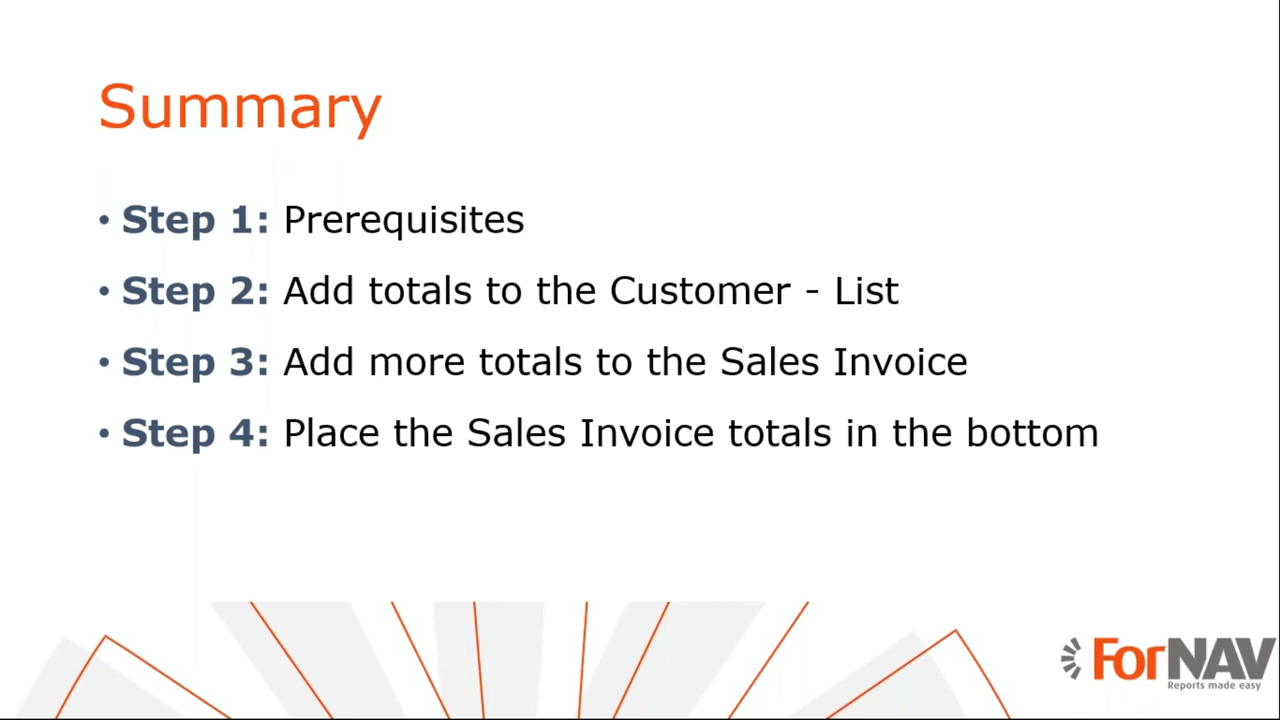 Summary
• Step 1: Prerequisites
• Step 2: Add totals to the Customer - List
• Step 3: Add more totals to the Sales Invoice
• Step 4: Place the Sales Invoice totals in the bottom
ForNAV
Reports made easy